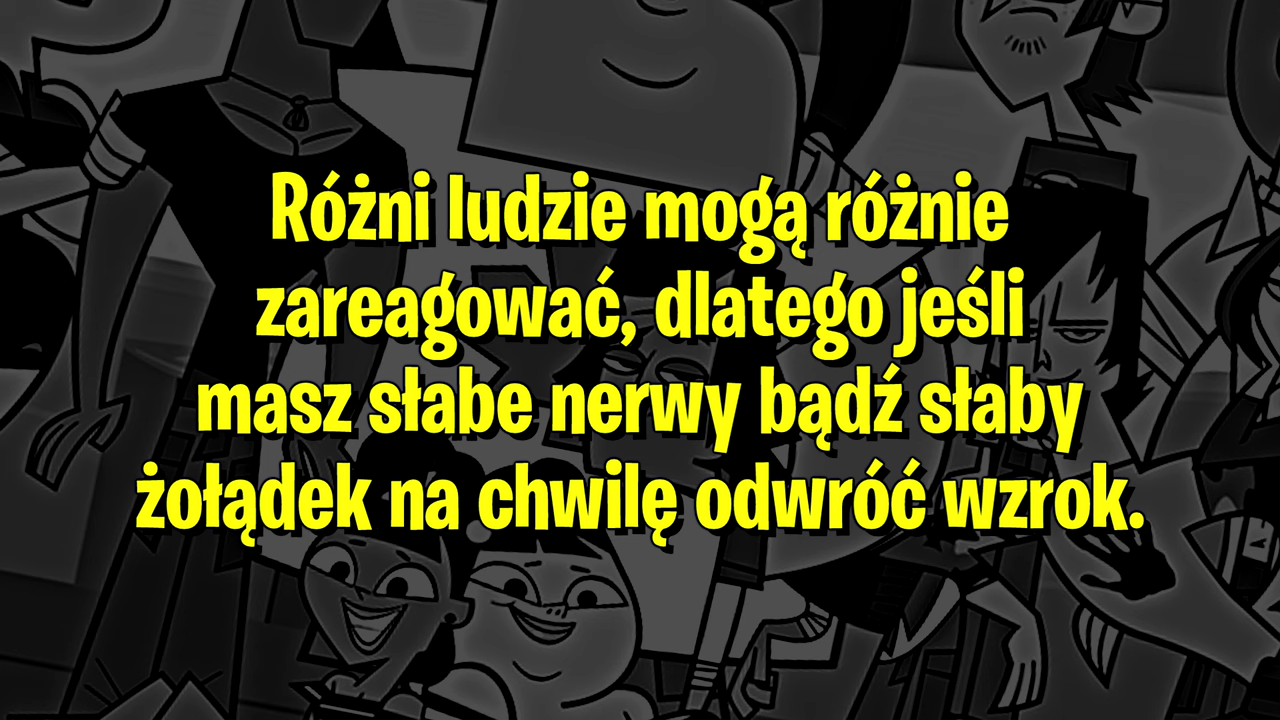 Różni ludzie mogą różnie
zareagować, dlatego jeśli
masz słabe nerwy bądź słaby
żołądek na chwilę odwróć wzrok.